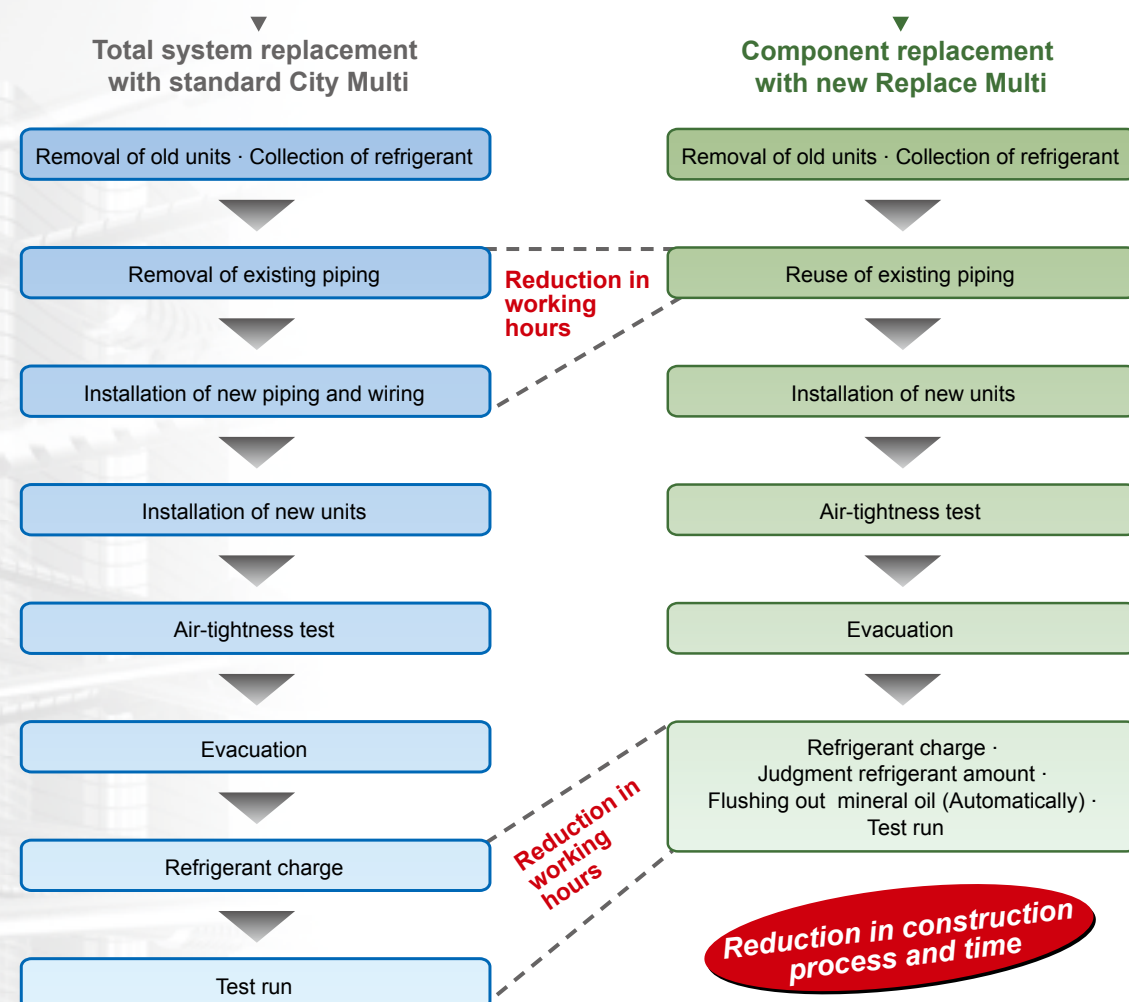 Total system replacement
with standard City Multi
Removal of old units · Collection of refrigerant
Removal of existing piping
Installation of new piping and wiring
Installation of new units
Air-tightness test
Evacuation
Refrigerant charge
Test run
Reduction in
working
hours
Reduction in
working
hours
Component replacement
with new Replace Multi
Removal of old units · Collection of refrigerant
Reuse of existing piping
Installation of new units
Air-tightness test
Evacuation
Refrigerant charge ·
Judgment refrigerant amount ·
Flushing out mineral oil (Automatically) ·
Test run
Reduction in construction
process and time